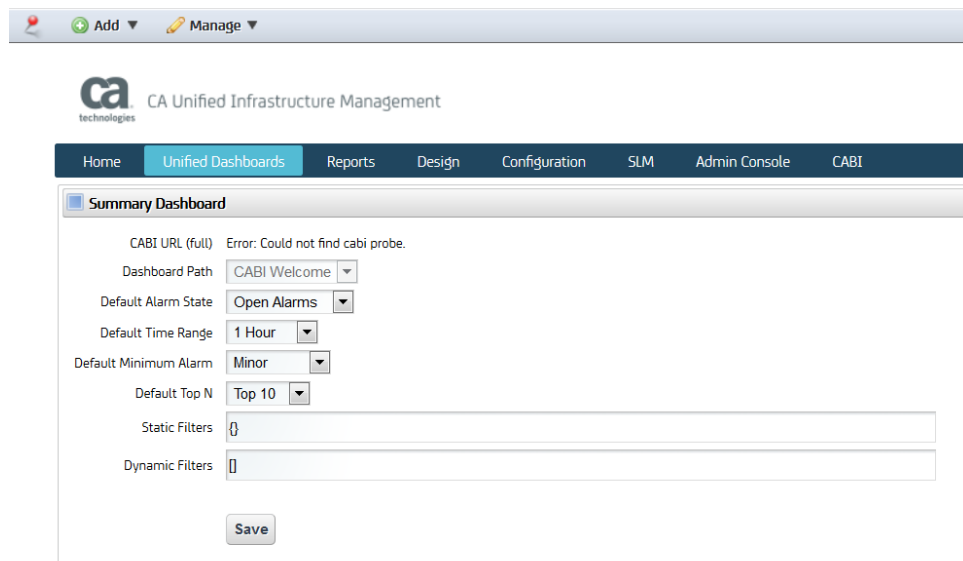 Add Manage
ca
technologies
CA Unified Infrastructure Management
Home Unified Dashboards Reports Design Configuration SLM Admin Console CABI
Summary Dashboard
CABI URL (full) Error: Could not find cabi probe.
Dashboard Path CABI Welcome
Default Alarm State Open Alarms
Default Time Range 1 Hour
Default Minimum Alarm Minor
Default Top N Top 10
Static Filters {}
Dynamic Filters []
Save